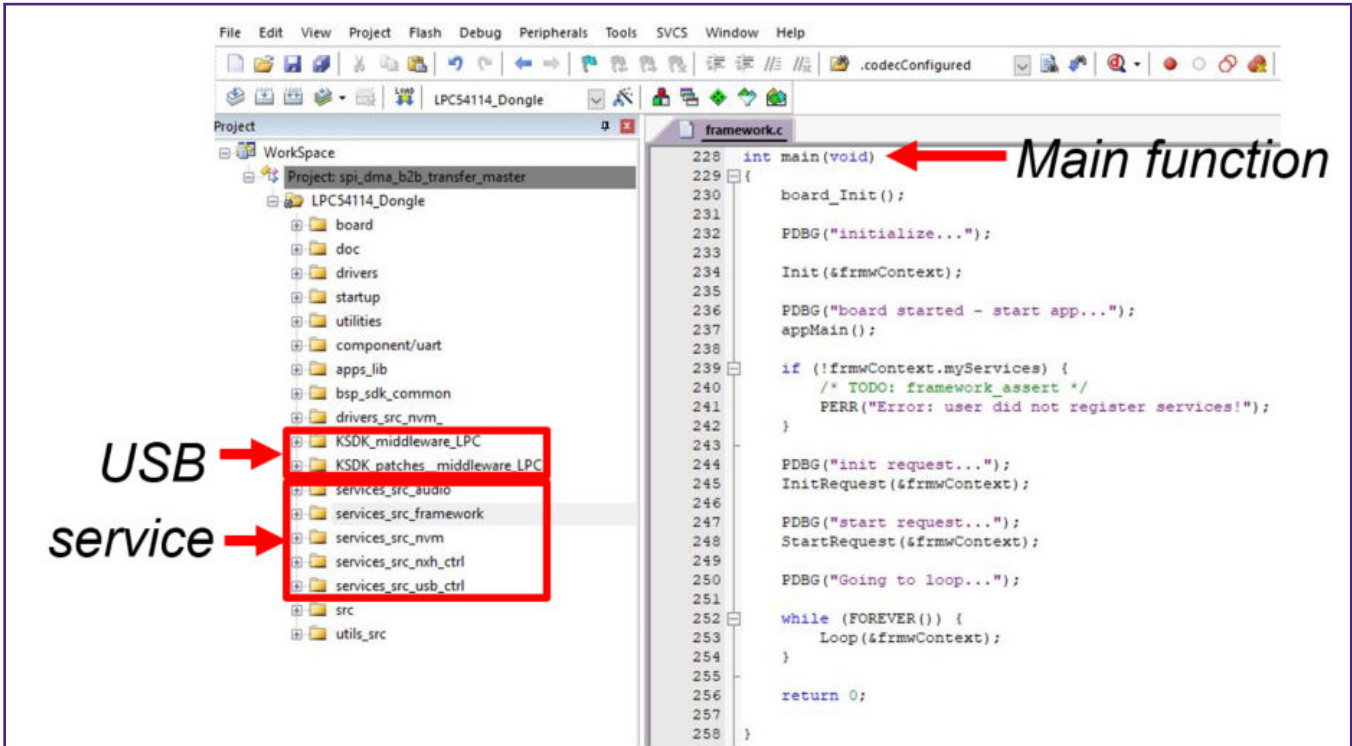 File Edit View Project Flash Debug Peripherals Tools SVCS Window Help
.codecConfigured
LOAD LPC54114_Dongle
Project
framework.c
WorkSpace
Project: spi_dma_b2b_transfer_master
LPC54114_Dongle
board
doc
drivers
startup
utilities
component/uart
apps_lib
bsp_sdk_common
drivers_src_nvm_
KSDK_middleware_LPC
KSDK_patches__middleware_LPC
services_src_audio
services_src_framework
services_src_nvm
services_src_nxh_ctrl
services_src_usb_ctrl
src
utils_src
USB
service
228 int main(void)
Main function
229 {
230 board_Init();
231
232 PDBG("initialize...");
233
234 Init(&frmwContext);
235
236 PDBG("board started - start app...");
237 appMain();
238
239 if (!frmwContext.myServices) {
240 /* TODO: framework_assert */
241 PERR("Error: user did not register services!");
242 }
243
244 PDBG("init request...");
245 InitRequest(&frmwContext);
246
247 PDBG("start request...");
248 StartRequest(&frmwContext);
249
250 PDBG("Going to loop...");
251
252 while (FOREVER()) {
253 Loop(&frmwContext);
254 }
255
256 return 0;
257
258 }